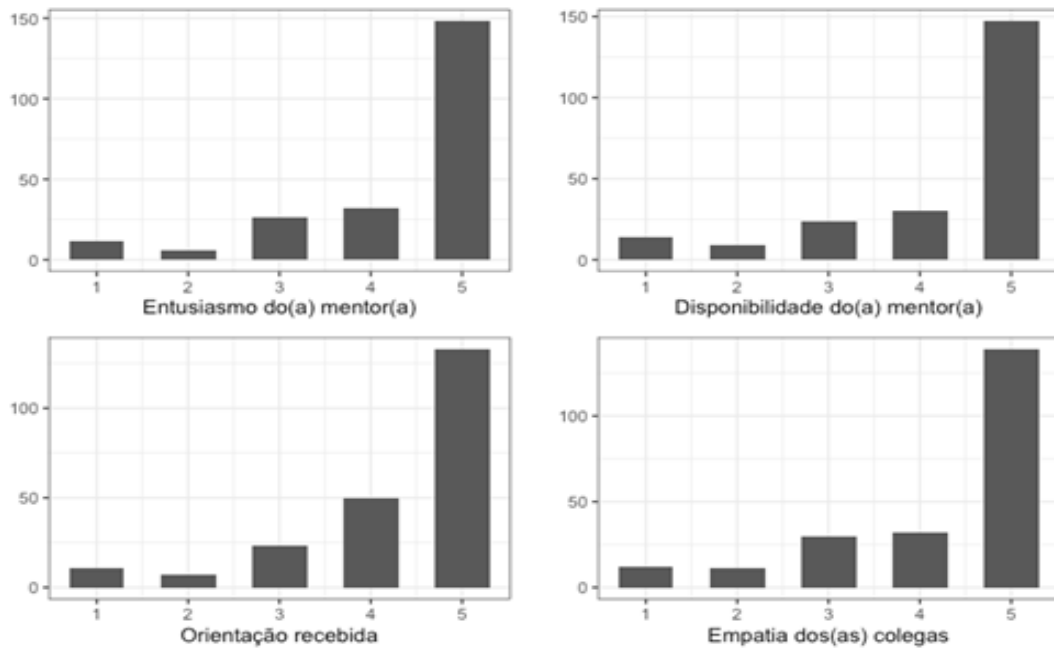 150
100
50
0
1 2 3 4 5
Entusiasmo do(a) mentor(a)
150
100
50
0
1 2 3 4 5
Disponibilidade do(a) mentor(a)
100
50
0
1 2 3 4 5
Orientação recebida
100
50
0
1 2 3 4 5
Empatia dos(as) colegas